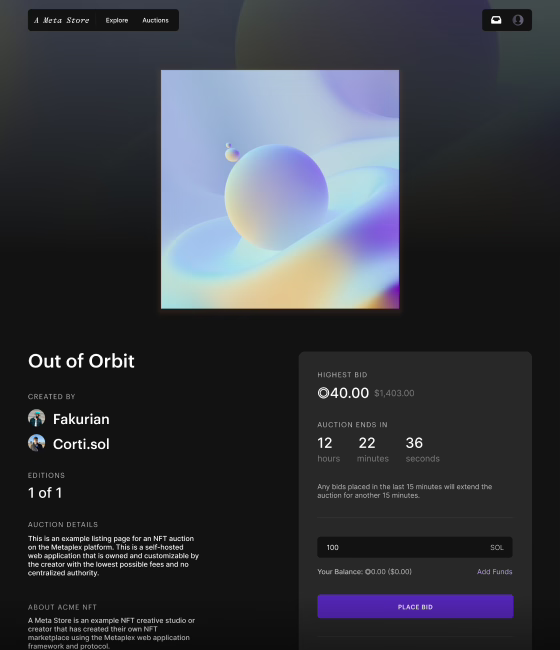 A Meta Store
Explore
Auctions
Out of Orbit
CREATED BY
Fakurian
Corti.sol
EDITIONS
1 of 1
AUCTION DETAILS
This is an example listing page for an NFT auction
on the Metaplex platform. This is a self-hosted
web application that is owned and customizable by
the creator with the lowest possible fees and no
centralized authority.
ABOUT ACME NFT
A Meta Store is an example NFT creative studio or
creator that has created their own NFT
marketplace using the Metaplex web application
framework and protocol.
HIGHEST BID
◎40.00 $1,403.00
AUCTION ENDS IN
12 22 36
hours minutes seconds
Any bids placed in the last 15 minutes will extend the
auction for another 15 minutes.
100 SOL
Your Balance: ◎0.00 ($0.00) Add Funds
PLACE BID